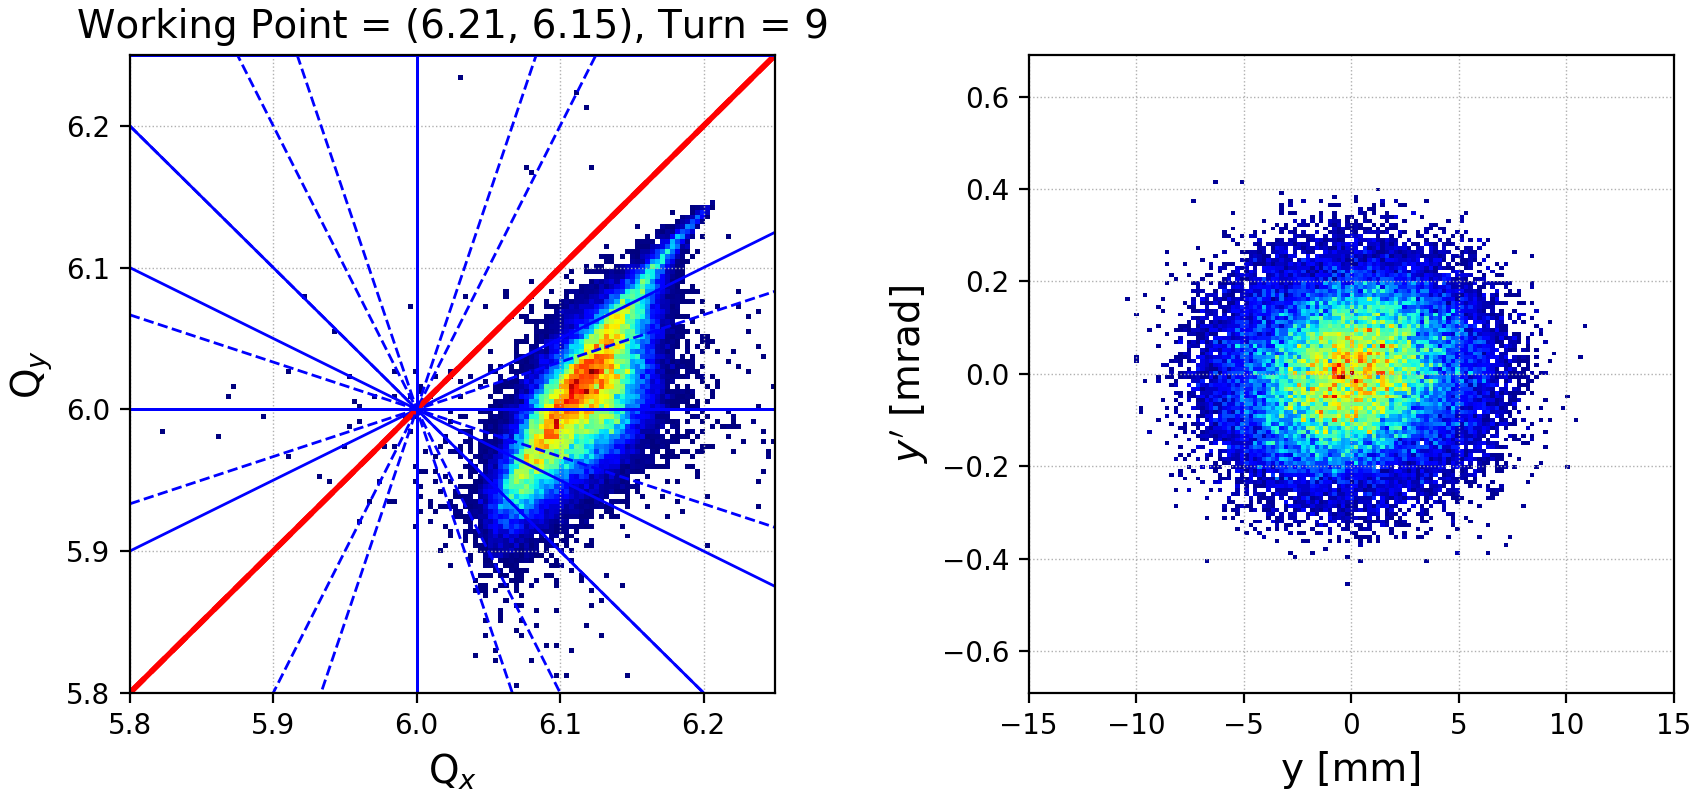 Working Point = (6.21, 6.15), Turn = 9
6.2
6.1
6.0
5.9
5.8
5.8 5.9 6.0 6.1 6.2
Qy
Qx
0.6
0.4
0.2
0.0
−0.2
−0.4
−0.6
−15 −10 −5 0 5 10 15
y′ [mrad]
y [mm]